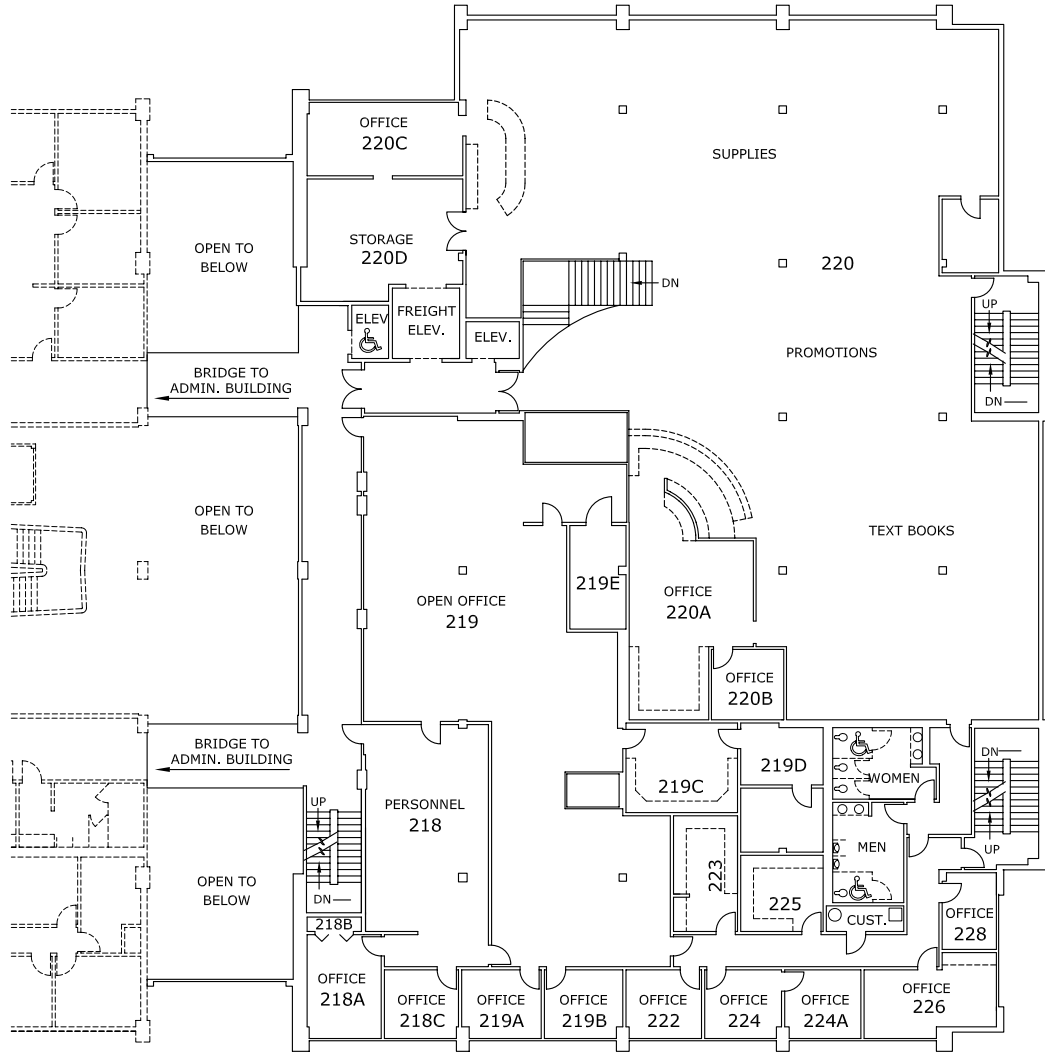 OFFICE
220C
SUPPLIES
STORAGE
220D
OPEN TO
BELOW
220
DN
UP
ELEV
FREIGHT
ELEV.
ELEV.
PROMOTIONS
BRIDGE TO
ADMIN. BUILDING
DN
OPEN TO
BELOW
TEXT BOOKS
219E
OPEN OFFICE
219
OFFICE
220A
OFFICE
220B
BRIDGE TO
ADMIN. BUILDING
DN
219D
219C
WOMEN
UP
PERSONNEL
218
MEN
UP
223
OPEN TO
BELOW
225
DN
218B
CUST.
OFFICE
228
OFFICE
218A
OFFICE
218C
OFFICE
219A
OFFICE
219B
OFFICE
222
OFFICE
224
OFFICE
224A
OFFICE
226